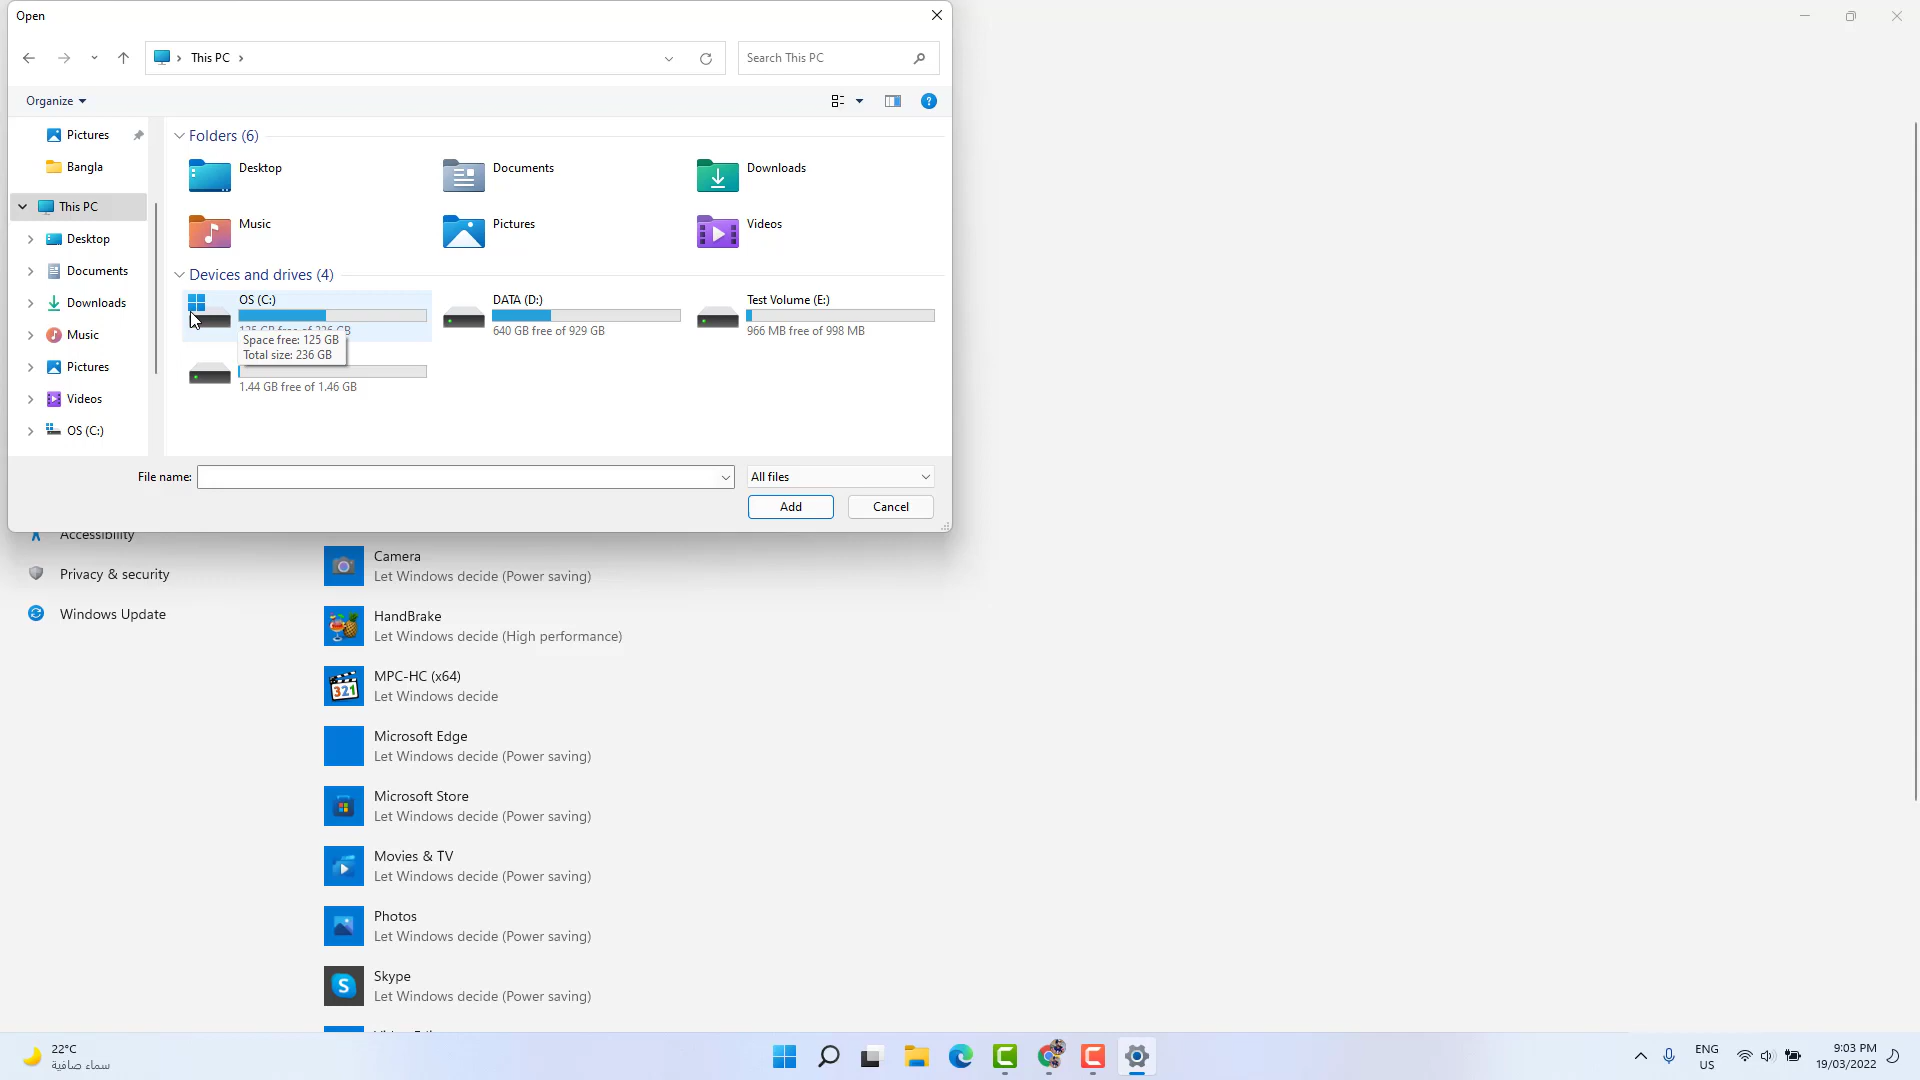 Open
This PC
Search This PC
Organize
Pictures
Bangla
This PC
Desktop
Documents
Downloads
Music
Pictures
Videos
OS (C:)
Folders (6)
Desktop
Documents
Downloads
Music
Pictures
Videos
Devices and drives (4)
OS (C:)
125 GB free of 236 GB
Space free: 125 GB
Total size: 236 GB
DATA (D:)
640 GB free of 929 GB
Test Volume (E:)
966 MB free of 998 MB
1.44 GB free of 1.46 GB
File name:
All files
Add
Cancel
Accessibility
Privacy & security
Windows Update
Camera
Let Windows decide (Power saving)
HandBrake
Let Windows decide (High performance)
MPC-HC (x64)
Let Windows decide
Microsoft Edge
Let Windows decide (Power saving)
Microsoft Store
Let Windows decide (Power saving)
Movies & TV
Let Windows decide (Power saving)
Photos
Let Windows decide (Power saving)
Skype
Let Windows decide (Power saving)
22°C
سماء صافية
ENG
US
9:03 PM
19/03/2022